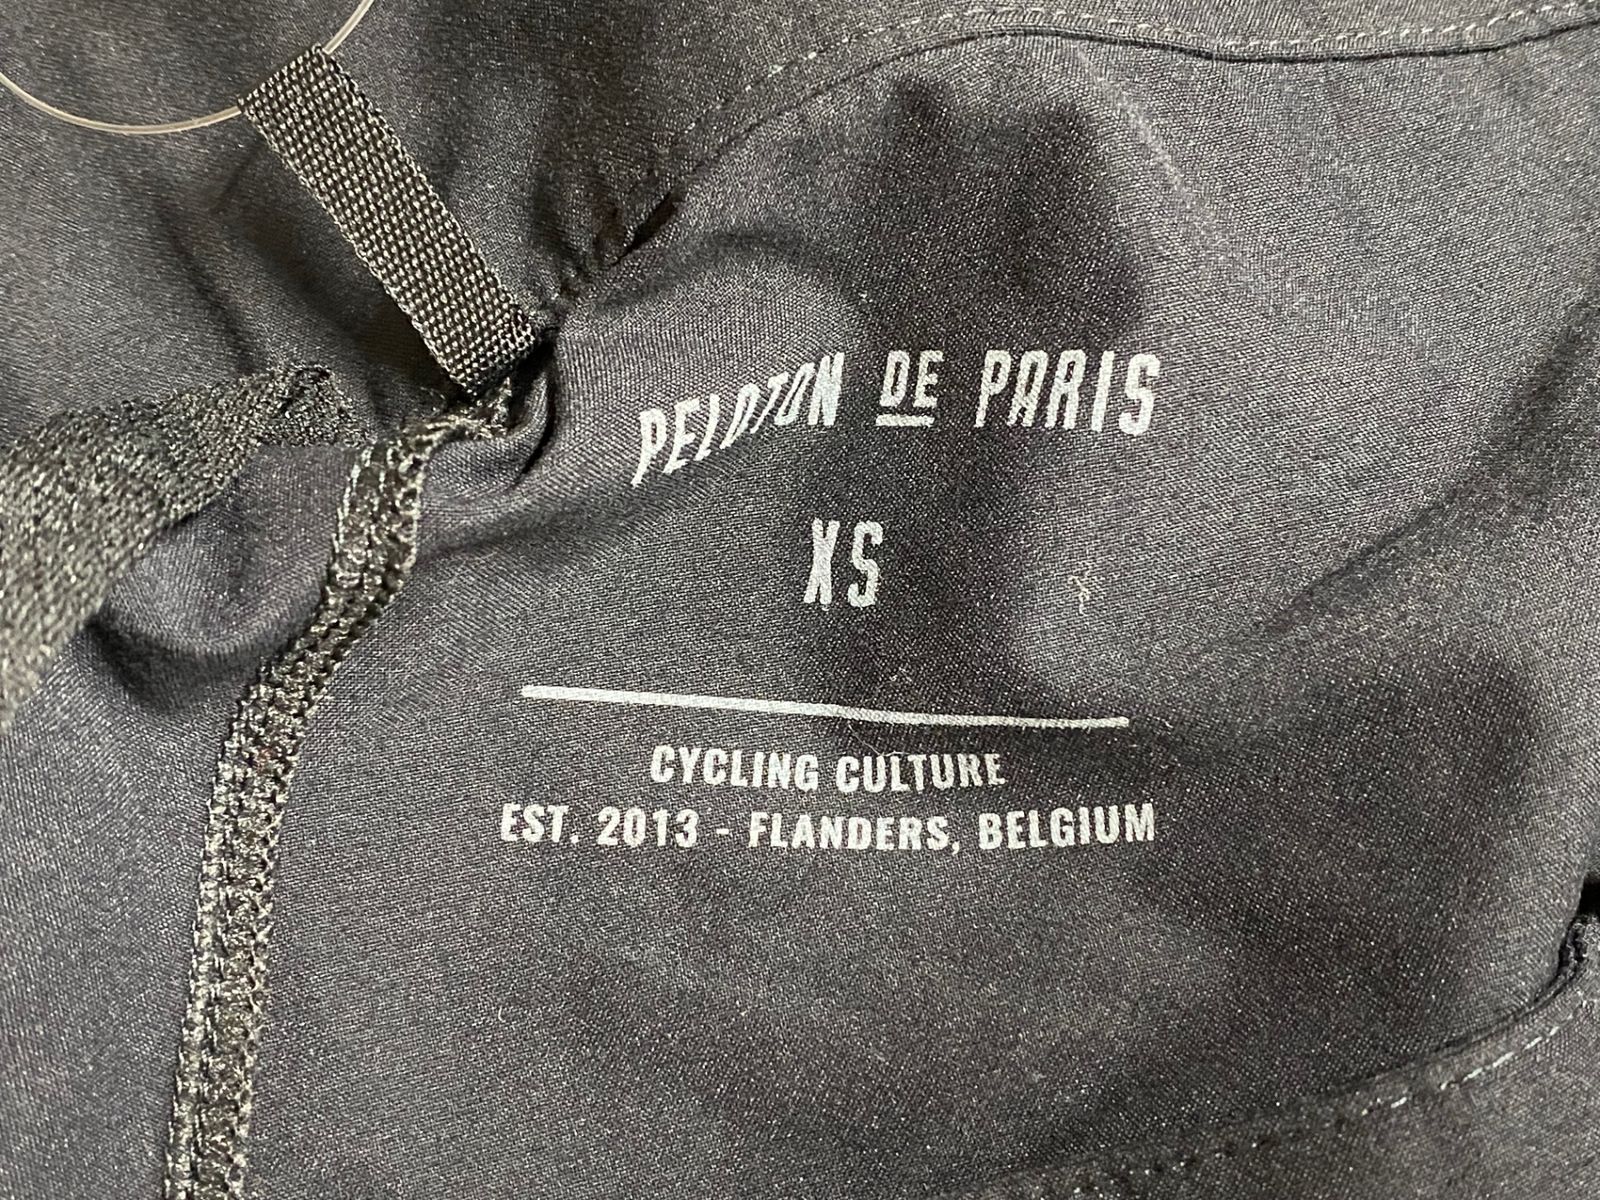 PELOTON DE PARIS
XS
CYCLING CULTURE
EST. 2013 - FLANDERS, BELGIUM